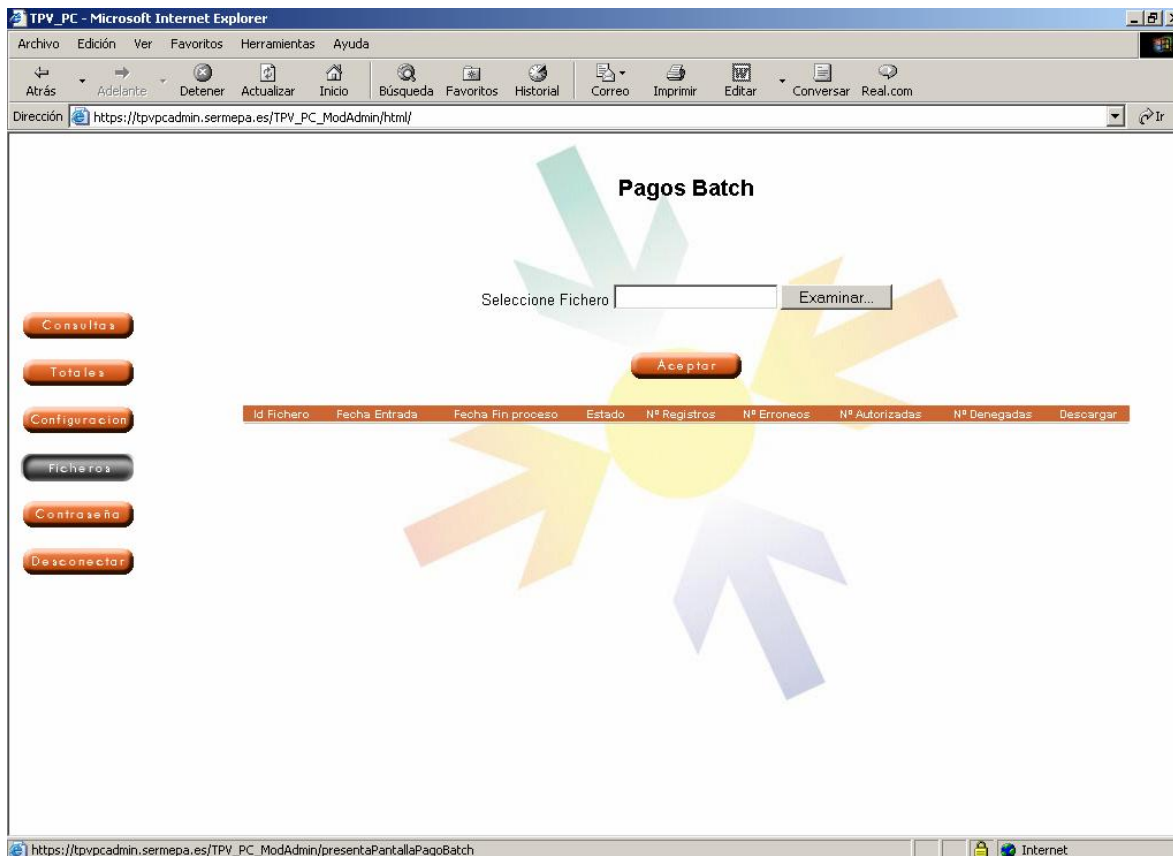 TPV_PC - Microsoft Internet Explorer
Archivo Edición Ver Favoritos Herramientas Ayuda
Atrás Adelante Detener Actualizar Inicio Búsqueda Favoritos Historial Correo Imprimir Editar Conversar Real.com
Dirección https://tpvpcadmin.sermepa.es/TPV_PC_ModAdmin/html/ Ir
Pagos Batch
Seleccione Fichero Examinar...
Consultas
Totales
Configuracion
Ficheros
Contraseña
Desconectar
Aceptar
Id Fichero Fecha Entrada Fecha Fin proceso Estado Nº Registros Nº Erroneos Nº Autorizadas Nº Denegadas Descargar
https://tpvpcadmin.sermepa.es/TPV_PC_ModAdmin/presentaPantallaPagoBatch Internet